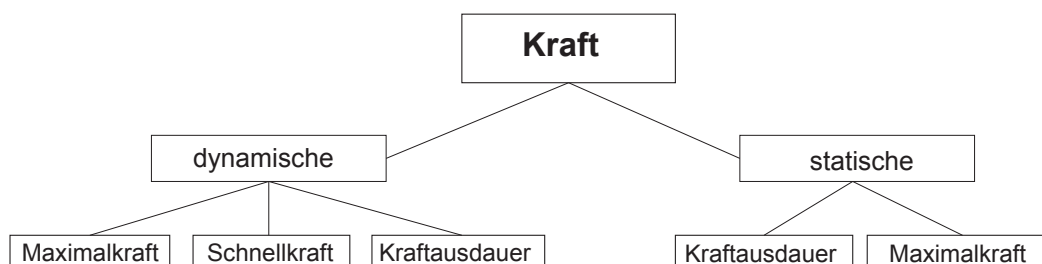 Kraft
dynamische
statische
Maximalkraft
Schnellkraft
Kraftausdauer
Kraftausdauer
Maximalkraft